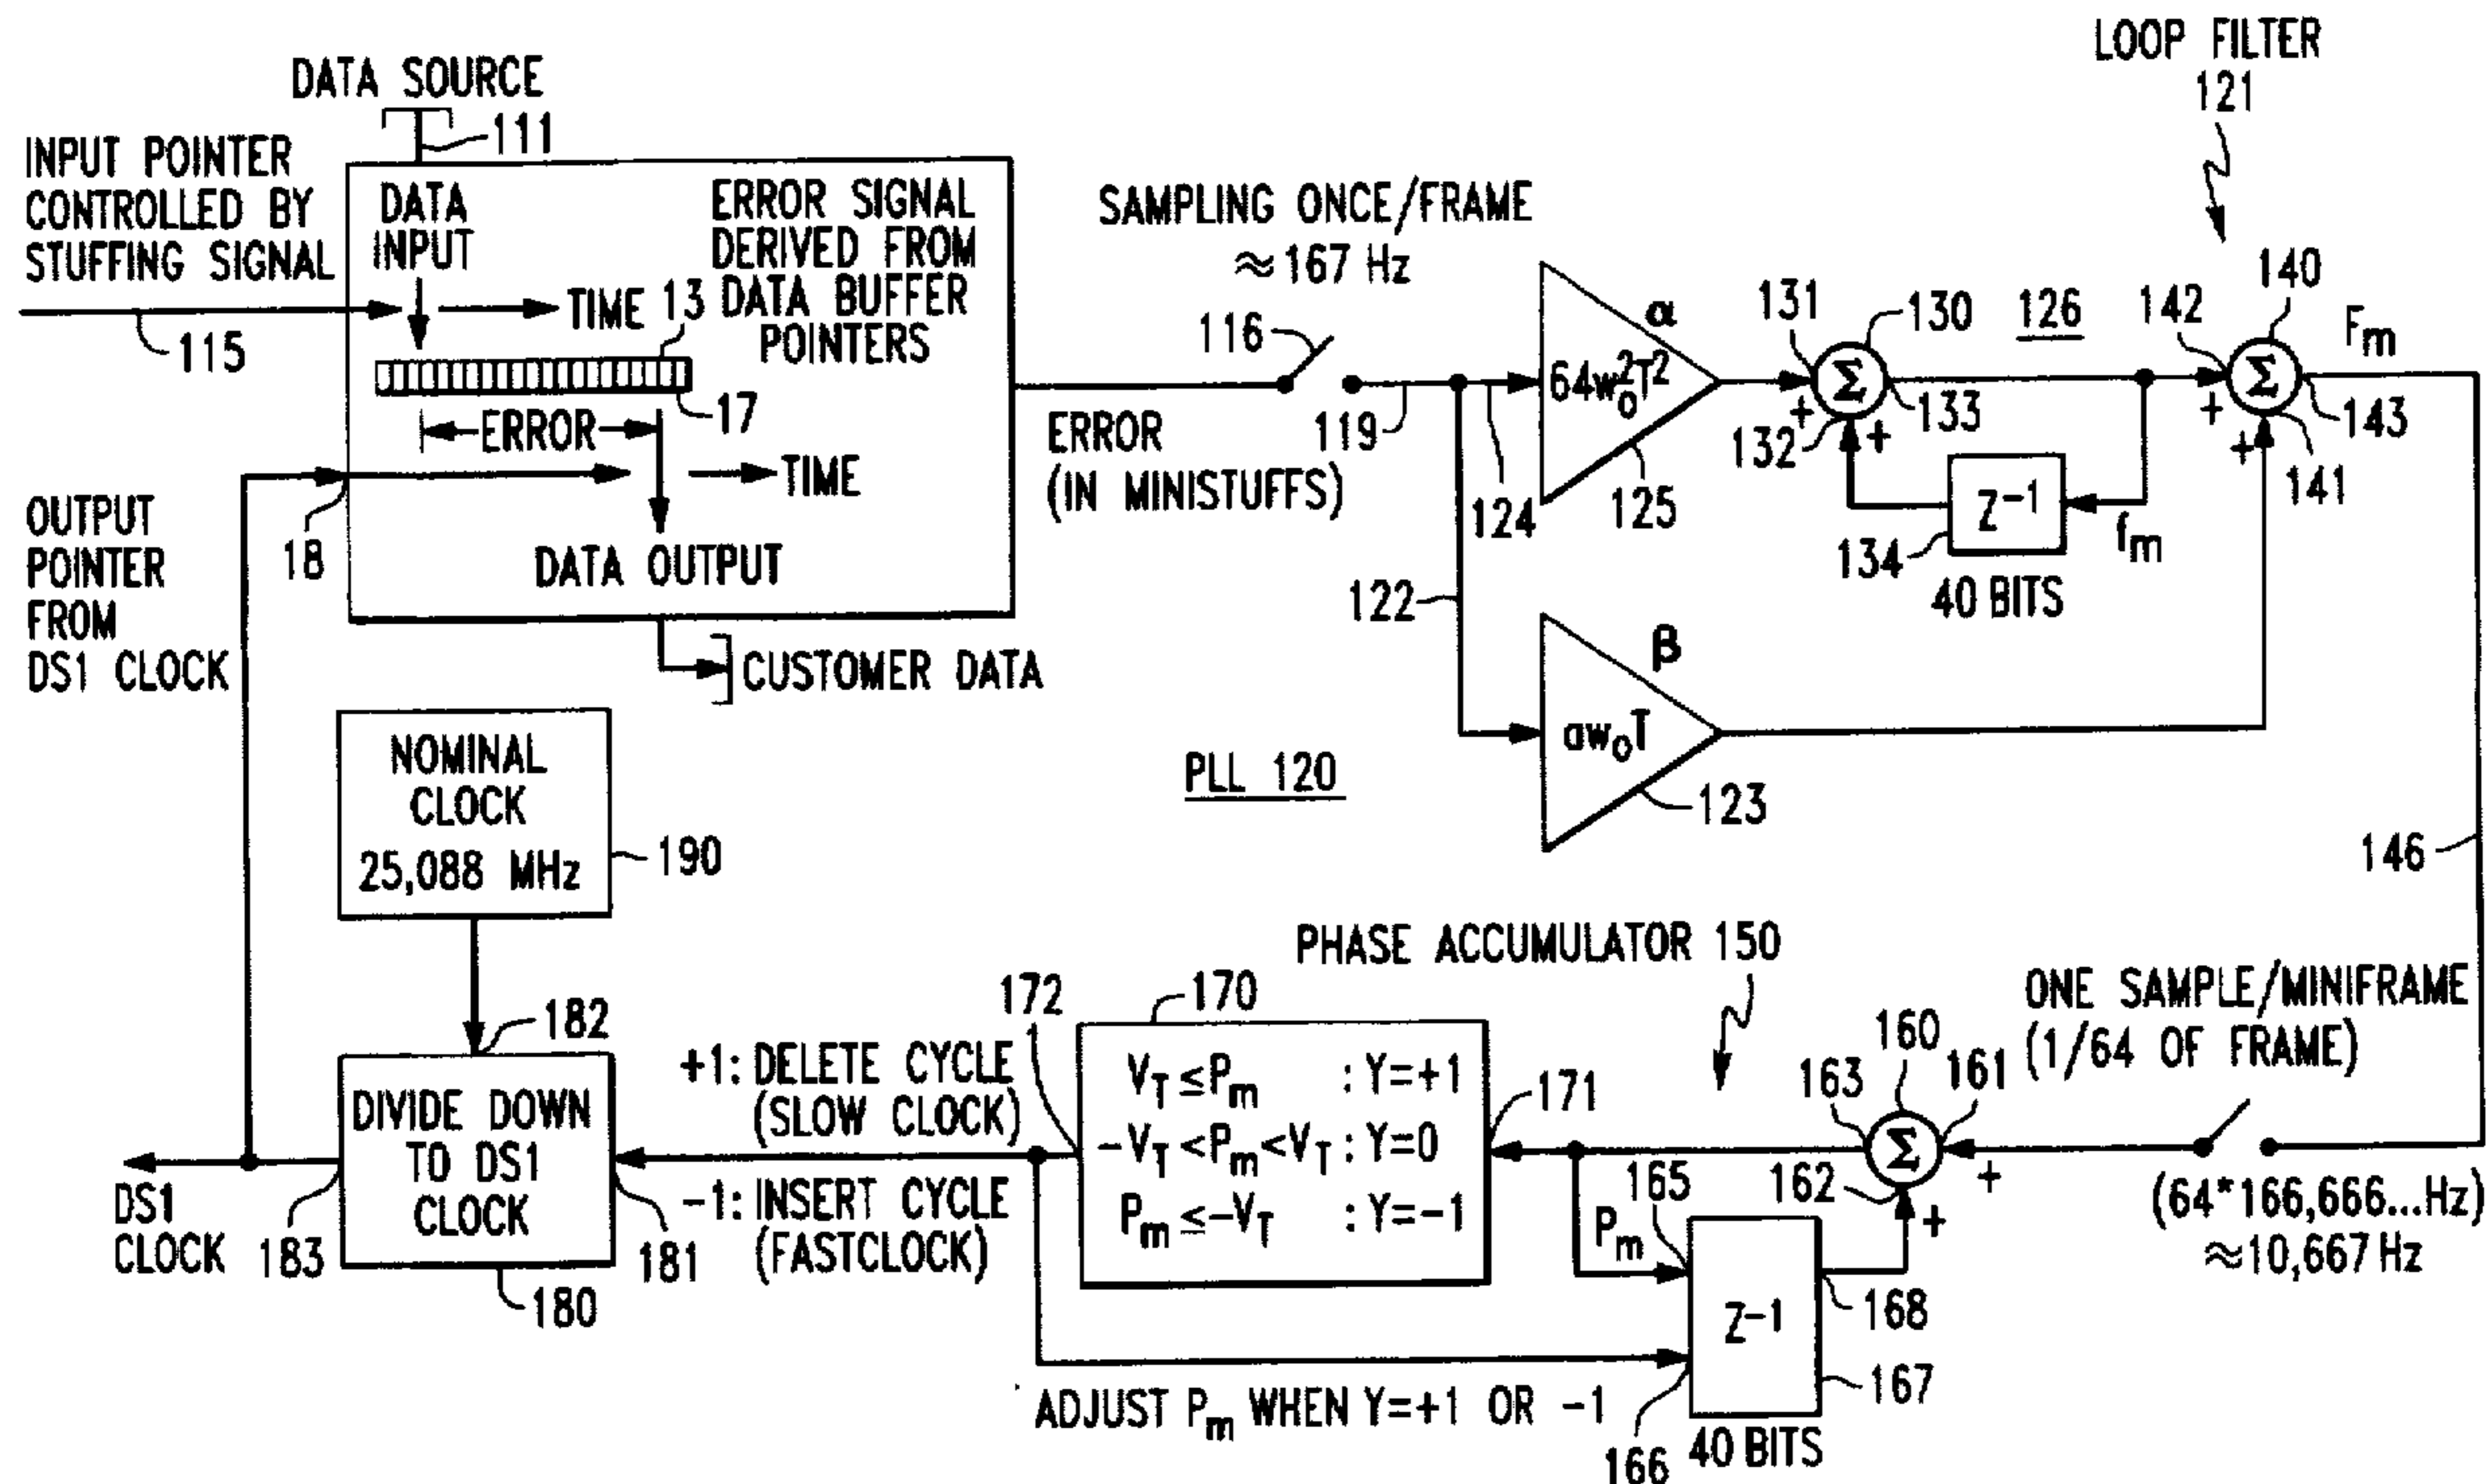 DATA SOURCE
111
INPUT POINTER
CONTROLLED BY
STUFFING SIGNAL
115
DATA
INPUT
TIME
13
ERROR SIGNAL
DERIVED FROM
DATA BUFFER
POINTERS
17
ERROR
TIME
DATA OUTPUT
18
OUTPUT
POINTER
FROM
DS1 CLOCK
CUSTOMER DATA
SAMPLING ONCE/FRAME
≈167 Hz
116
ERROR
(IN MINISTUFFS)
119
122
124
α
64w₀²T²
125
β
aw₀T
123
131
130
132
133
126
Z⁻¹
134
40 BITS
fₘ
LOOP FILTER
121
142
140
Fₘ
Σ
Σ
+
+
+
+
143
141
146
PLL 120
NOMINAL
CLOCK
25,088 MHz
190
182
DIVIDE DOWN
TO DS1
CLOCK
180
183
181
DS1
CLOCK
+1: DELETE CYCLE
(SLOW CLOCK)
-1: INSERT CYCLE
(FASTCLOCK)
172
170
V_T ≤ Pₘ : Y=+1
-V_T < Pₘ < V_T : Y=0
Pₘ ≤ -V_T : Y=-1
171
PHASE ACCUMULATOR 150
163
160
161
Σ
162
+
+
ONE SAMPLE/MINIFRAME
(1/64 OF FRAME)
(64*166,666...Hz)
≈10,667 Hz
165
Pₘ
Z⁻¹
168
167
166
40 BITS
ADJUST Pₘ WHEN Y=+1 OR -1